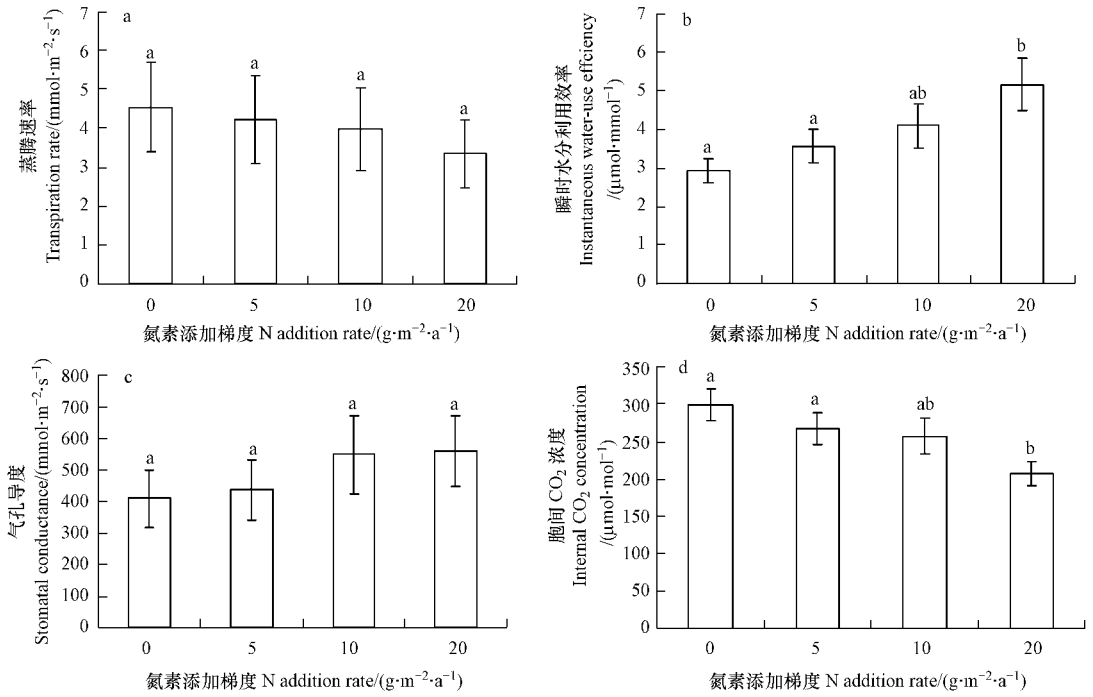 a
7
6
5
4
3
2
1
0
a
a
a
a
蒸腾速率
Transpiration rate/(mmol·m⁻²·s⁻¹)
0 5 10 20
氮素添加梯度 N addition rate/(g·m⁻²·a⁻¹)
b
7
6
5
4
3
2
1
0
a
a
ab
b
瞬时水分利用效率
Instantaneous water-use effciency
/(μmol·mmol⁻¹)
0 5 10 20
氮素添加梯度 N addition rate/(g·m⁻²·a⁻¹)
c
800
700
600
500
400
300
200
100
0
a
a
a
a
气孔导度
Stomatal conductance/(mmol·m⁻²·s⁻¹)
0 5 10 20
氮素添加梯度 N addition rate/(g·m⁻²·a⁻¹)
d
350
300
250
200
150
100
50
0
a
a
ab
b
胞间 CO₂ 浓度
Internal CO₂ concentration
/(μmol·mol⁻¹)
0 5 10 20
氮素添加梯度 N addition rate/(g·m⁻²·a⁻¹)